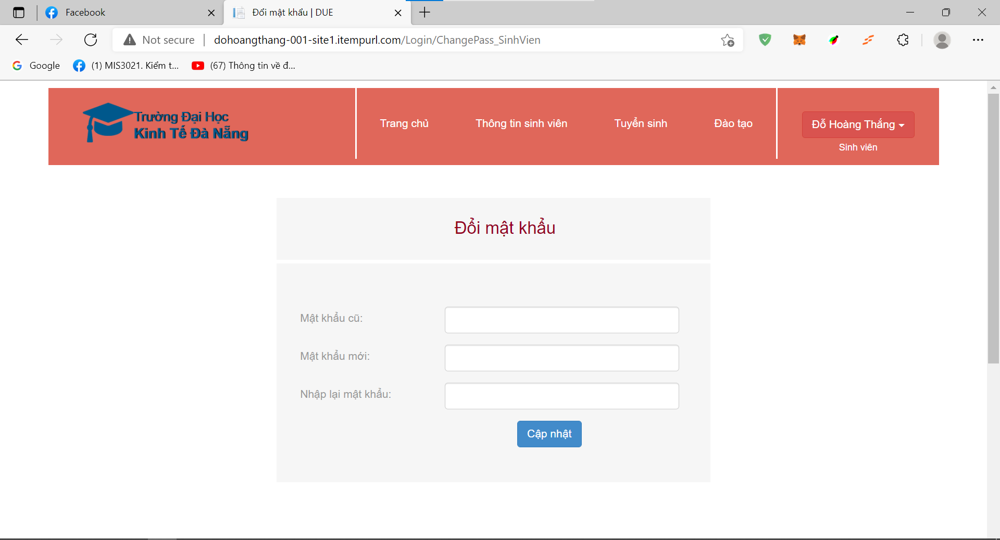 Facebook
Đổi mật khẩu | DUE
Not secure
dohoangthang-001-site1.itempurl.com/Login/ChangePass_SinhVien
Google
(1) MIS3021. Kiểm t...
(67) Thông tin về đ...
Trường Đại Học
Kinh Tế Đà Nẵng
Trang chủ
Thông tin sinh viên
Tuyển sinh
Đào tạo
Đỗ Hoàng Thắng
Sinh viên
Đổi mật khẩu
Mật khẩu cũ:
Mật khẩu mới:
Nhập lại mật khẩu:
Cập nhật